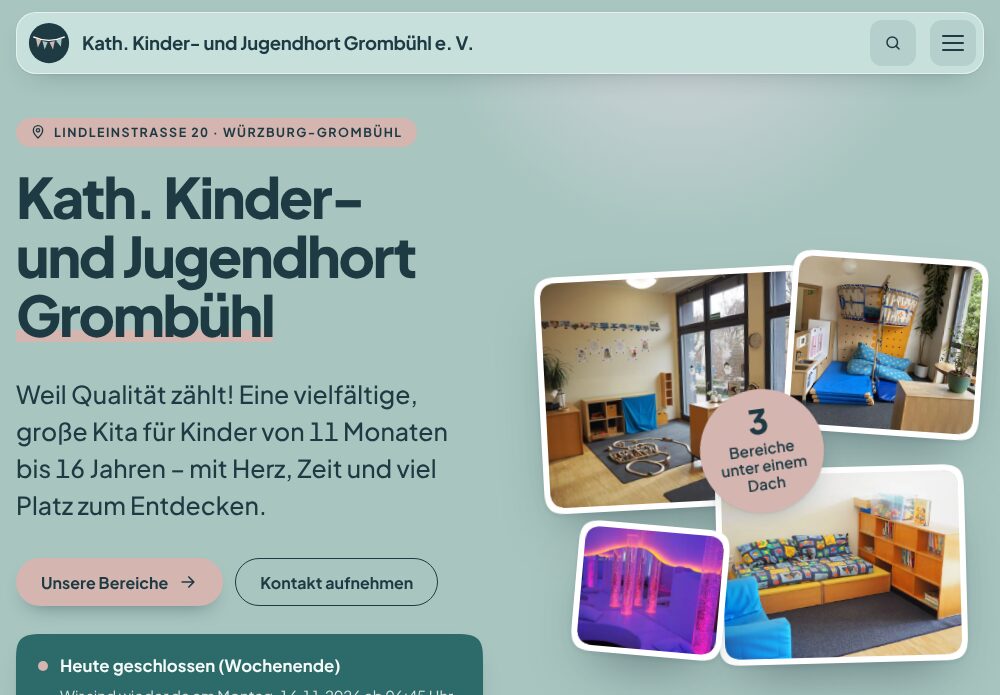 Kath. Kinder- und Jugendhort Grombühl e. V.
LINDLEINSTRASSE 20 · WÜRZBURG-GROMBÜHL
Kath. Kinder-
und Jugendhort
Grombühl
Weil Qualität zählt! Eine vielfältige,
große Kita für Kinder von 11 Monaten
bis 16 Jahren – mit Herz, Zeit und viel
Platz zum Entdecken.
Unsere Bereiche
Kontakt aufnehmen
3
Bereiche
unter einem
Dach
Heute geschlossen (Wochenende)